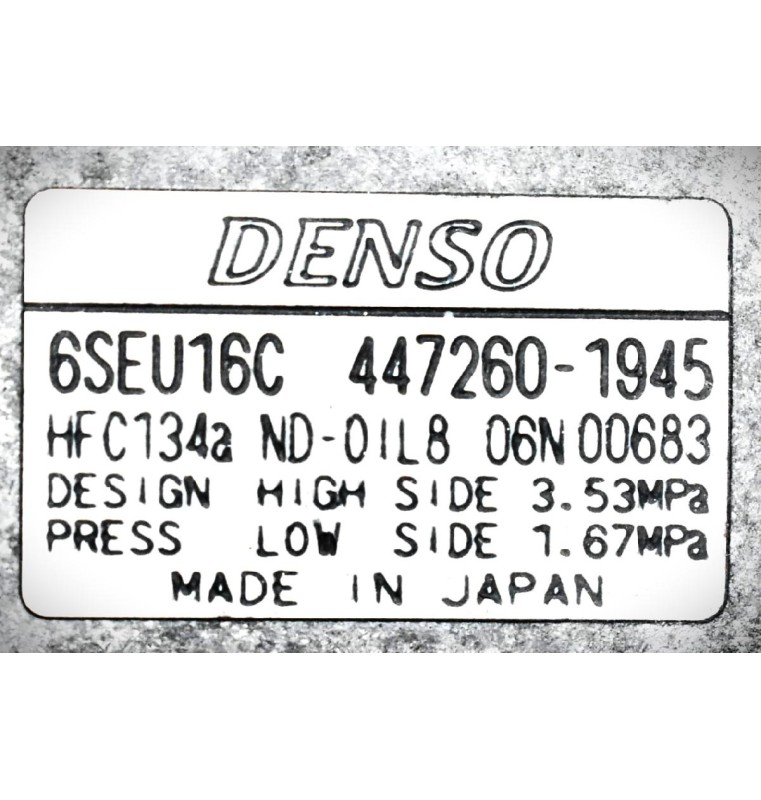 DENSO
6SEU16C 447260-1945
HFC134a ND-OIL8 06N00683
DESIGN HIGH SIDE 3.53MPa
PRESS LOW SIDE 1.67MPa
MADE IN JAPAN